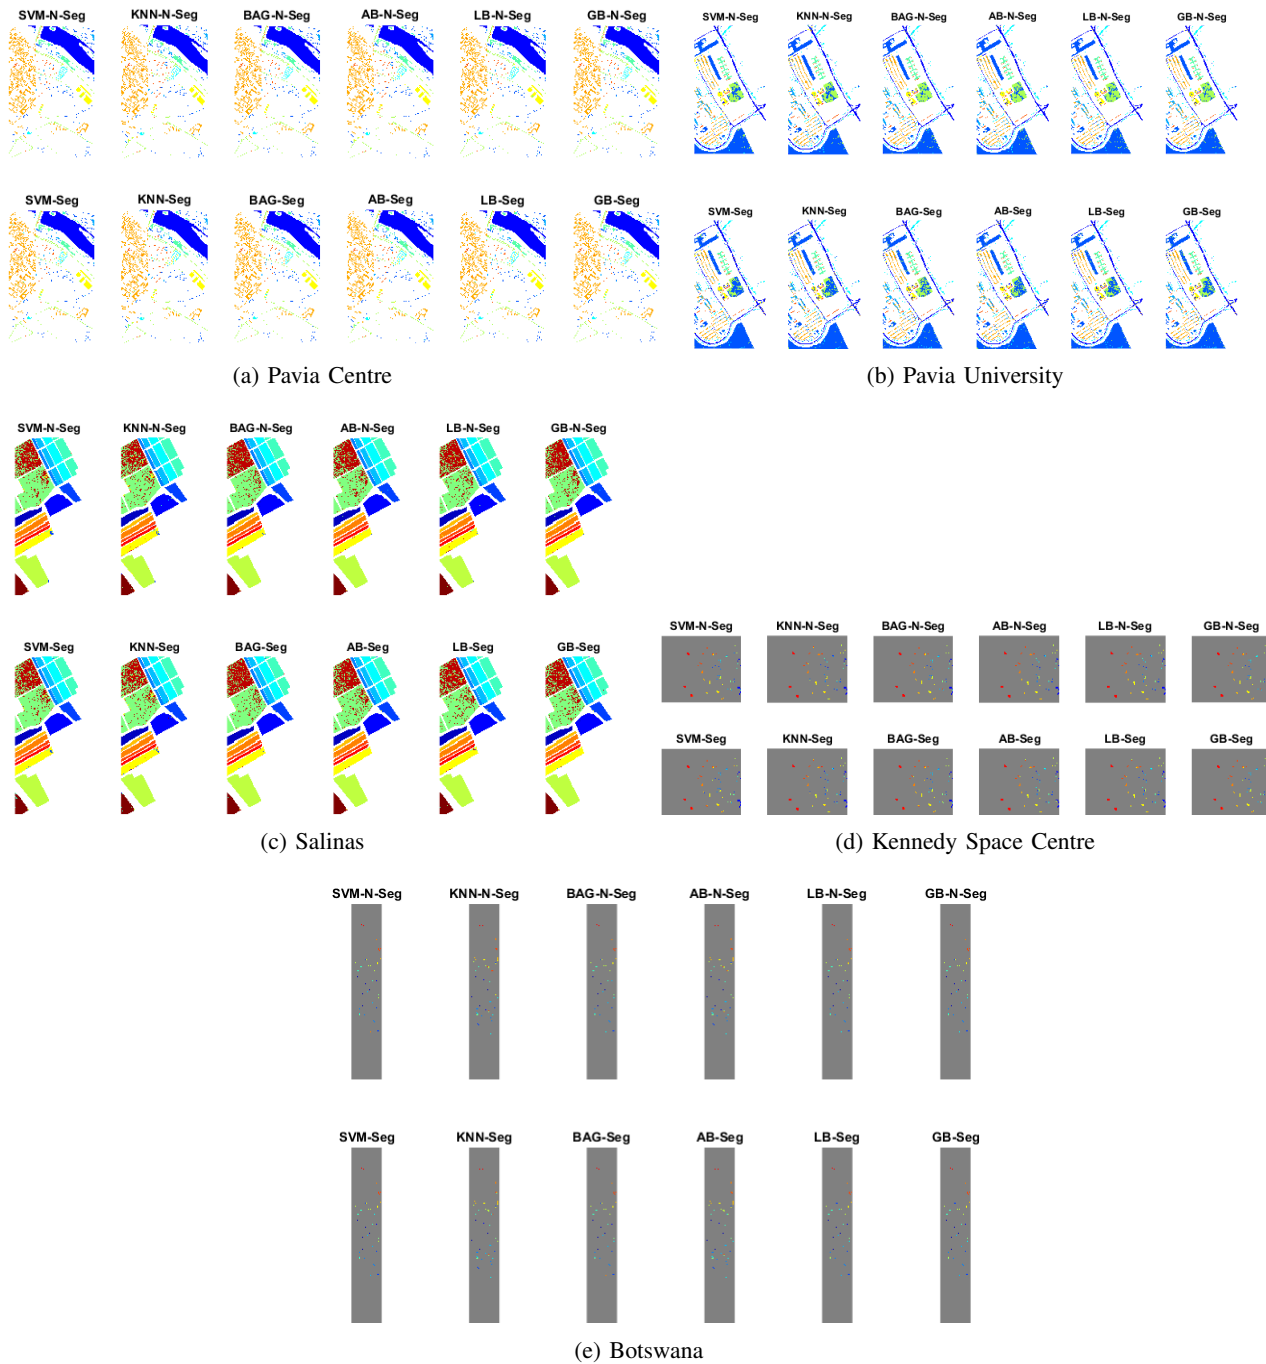 SVM-N-Seg KNN-N-Seg BAG-N-Seg AB-N-Seg LB-N-Seg GB-N-Seg
SVM-Seg KNN-Seg BAG-Seg AB-Seg LB-Seg GB-Seg
(a) Pavia Centre
SVM-N-Seg KNN-N-Seg BAG-N-Seg AB-N-Seg LB-N-Seg GB-N-Seg
SVM-Seg KNN-Seg BAG-Seg AB-Seg LB-Seg GB-Seg
(b) Pavia University
SVM-N-Seg KNN-N-Seg BAG-N-Seg AB-N-Seg LB-N-Seg GB-N-Seg
SVM-Seg KNN-Seg BAG-Seg AB-Seg LB-Seg GB-Seg
(c) Salinas
SVM-N-Seg KNN-N-Seg BAG-N-Seg AB-N-Seg LB-N-Seg GB-N-Seg
SVM-Seg KNN-Seg BAG-Seg AB-Seg LB-Seg GB-Seg
(d) Kennedy Space Centre
SVM-N-Seg KNN-N-Seg BAG-N-Seg AB-N-Seg LB-N-Seg GB-N-Seg
SVM-Seg KNN-Seg BAG-Seg AB-Seg LB-Seg GB-Seg
(e) Botswana